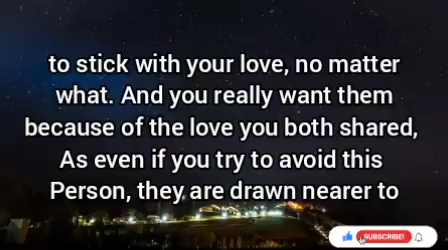 to stick with your love, no matter
what. And you really want them
because of the love you both shared,
As even if you try to avoid this
Person, they are drawn nearer to
SUBSCRIBE!